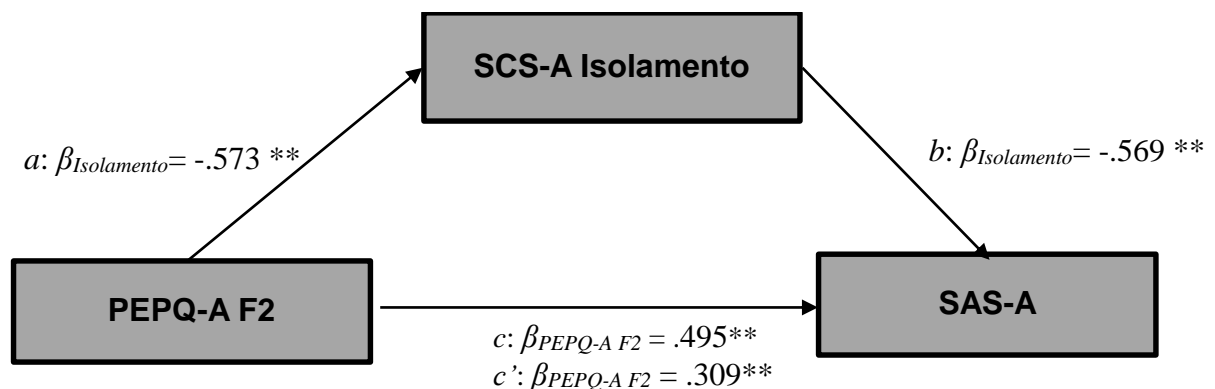 SCS-A Isolamento
a: βIsolamento= -.573 **
b: βIsolamento= -.569 **
PEPQ-A F2
SAS-A
c: βPEPQ-A F2 = .495**
c’: βPEPQ-A F2 = .309**